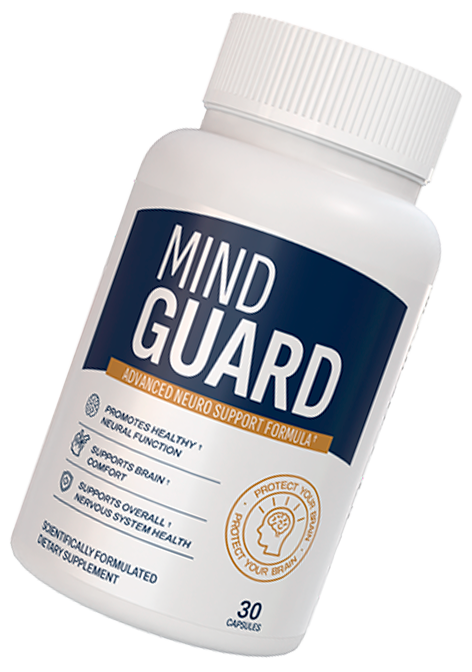 MIND
GUARD
ADVANCED NEURO SUPPORT FORMULA†
PROMOTES HEALTHY†
NEURAL FUNCTION
SUPPORTS BRAIN†
COMFORT
SUPPORTS OVERALL†
NERVOUS SYSTEM HEALTH
SCIENTIFICALLY FORMULATED
DIETARY SUPPLEMENT
· PROTECT YOUR BRAIN ·
PROTECT YOUR BRAIN
30
CAPSULES